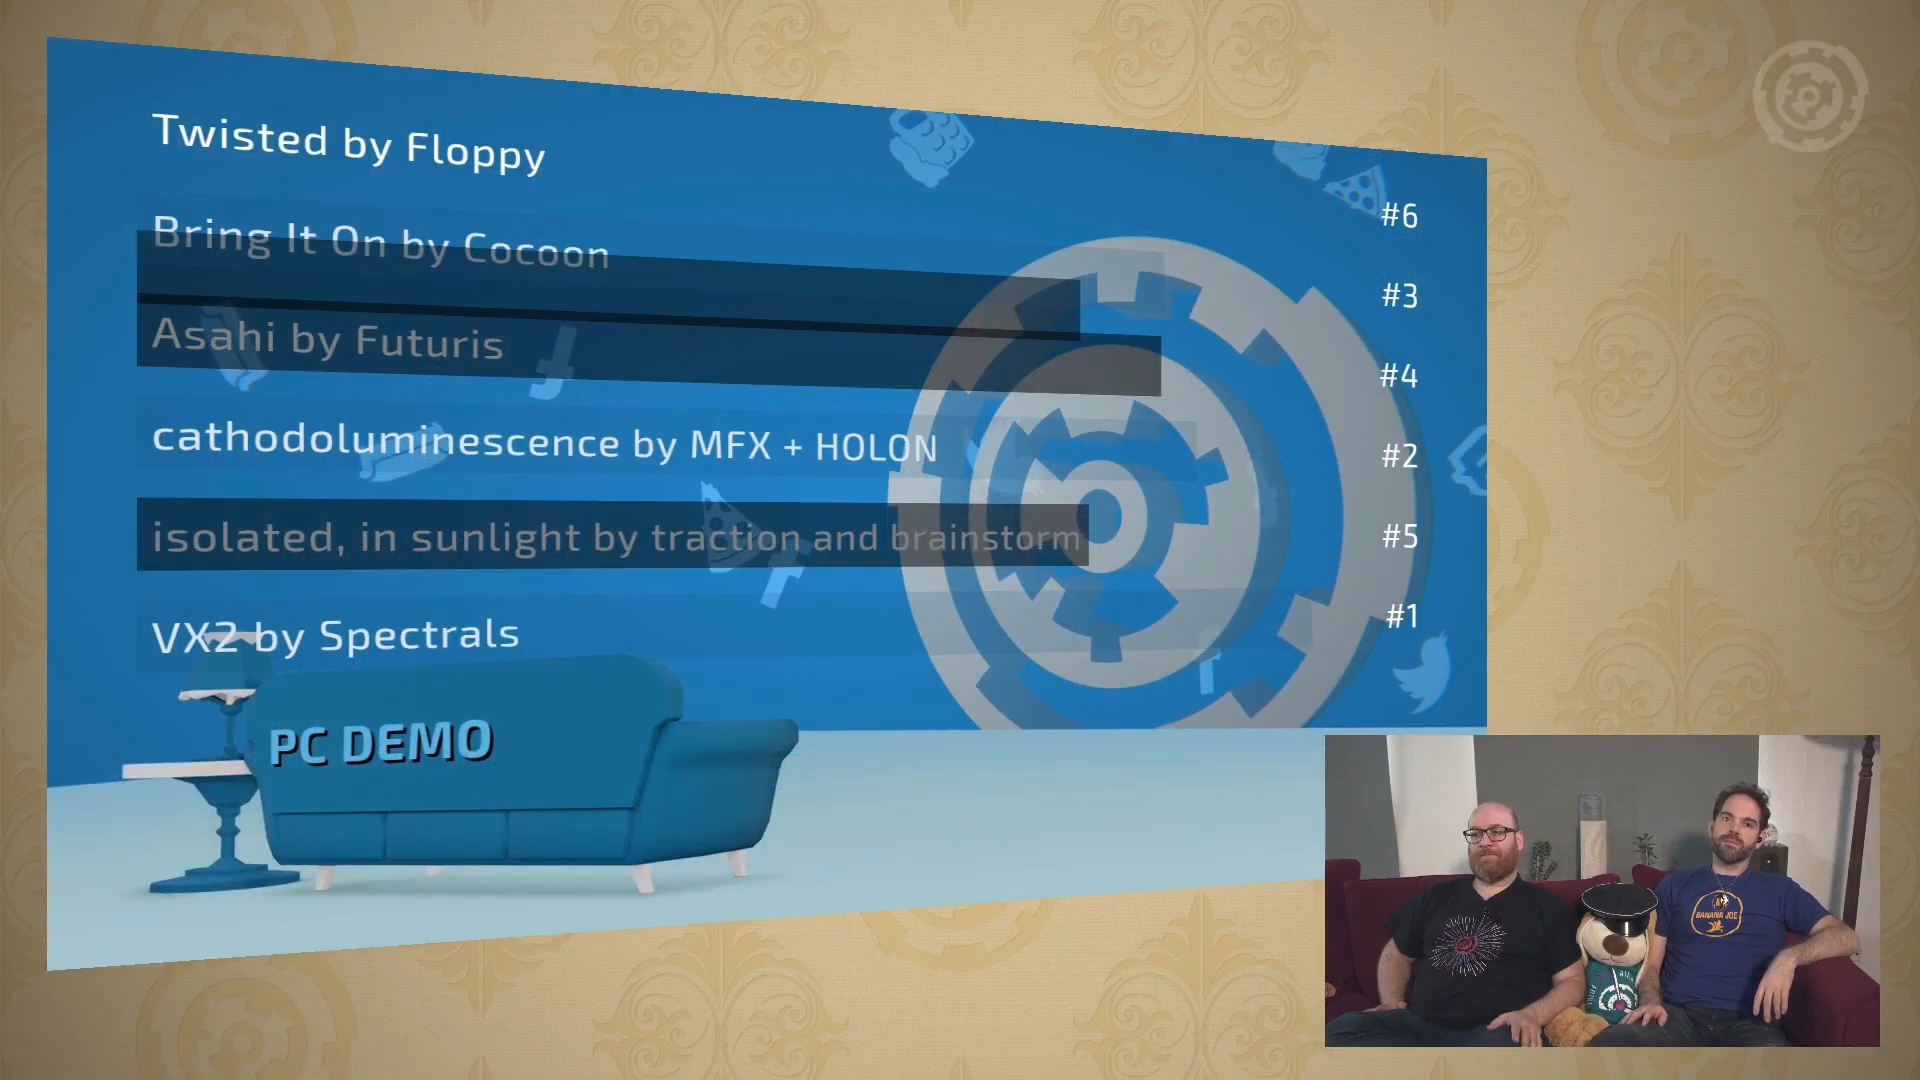 Twisted by Floppy
#6
Bring It On by Cocoon
#3
Asahi by Futuris
#4
cathodoluminescence by MFX + HOLON
#2
isolated, in sunlight by traction and brainstorm
#5
VX2 by Spectrals
#1
PC DEMO
BANANA JOE